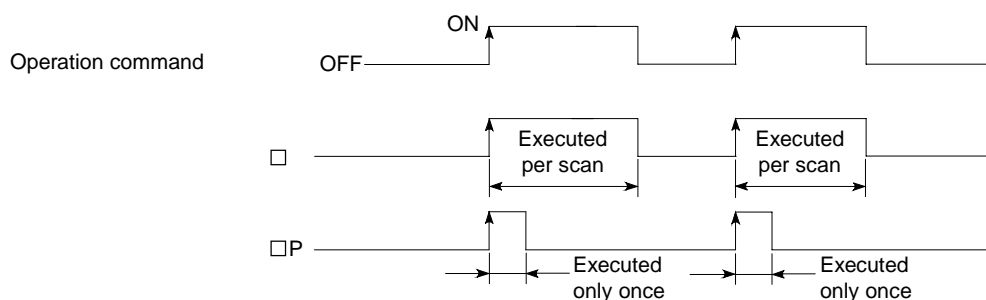 ON
Operation command OFF
Executed
per scan
Executed
per scan
□
□P
Executed
only once
Executed
only once